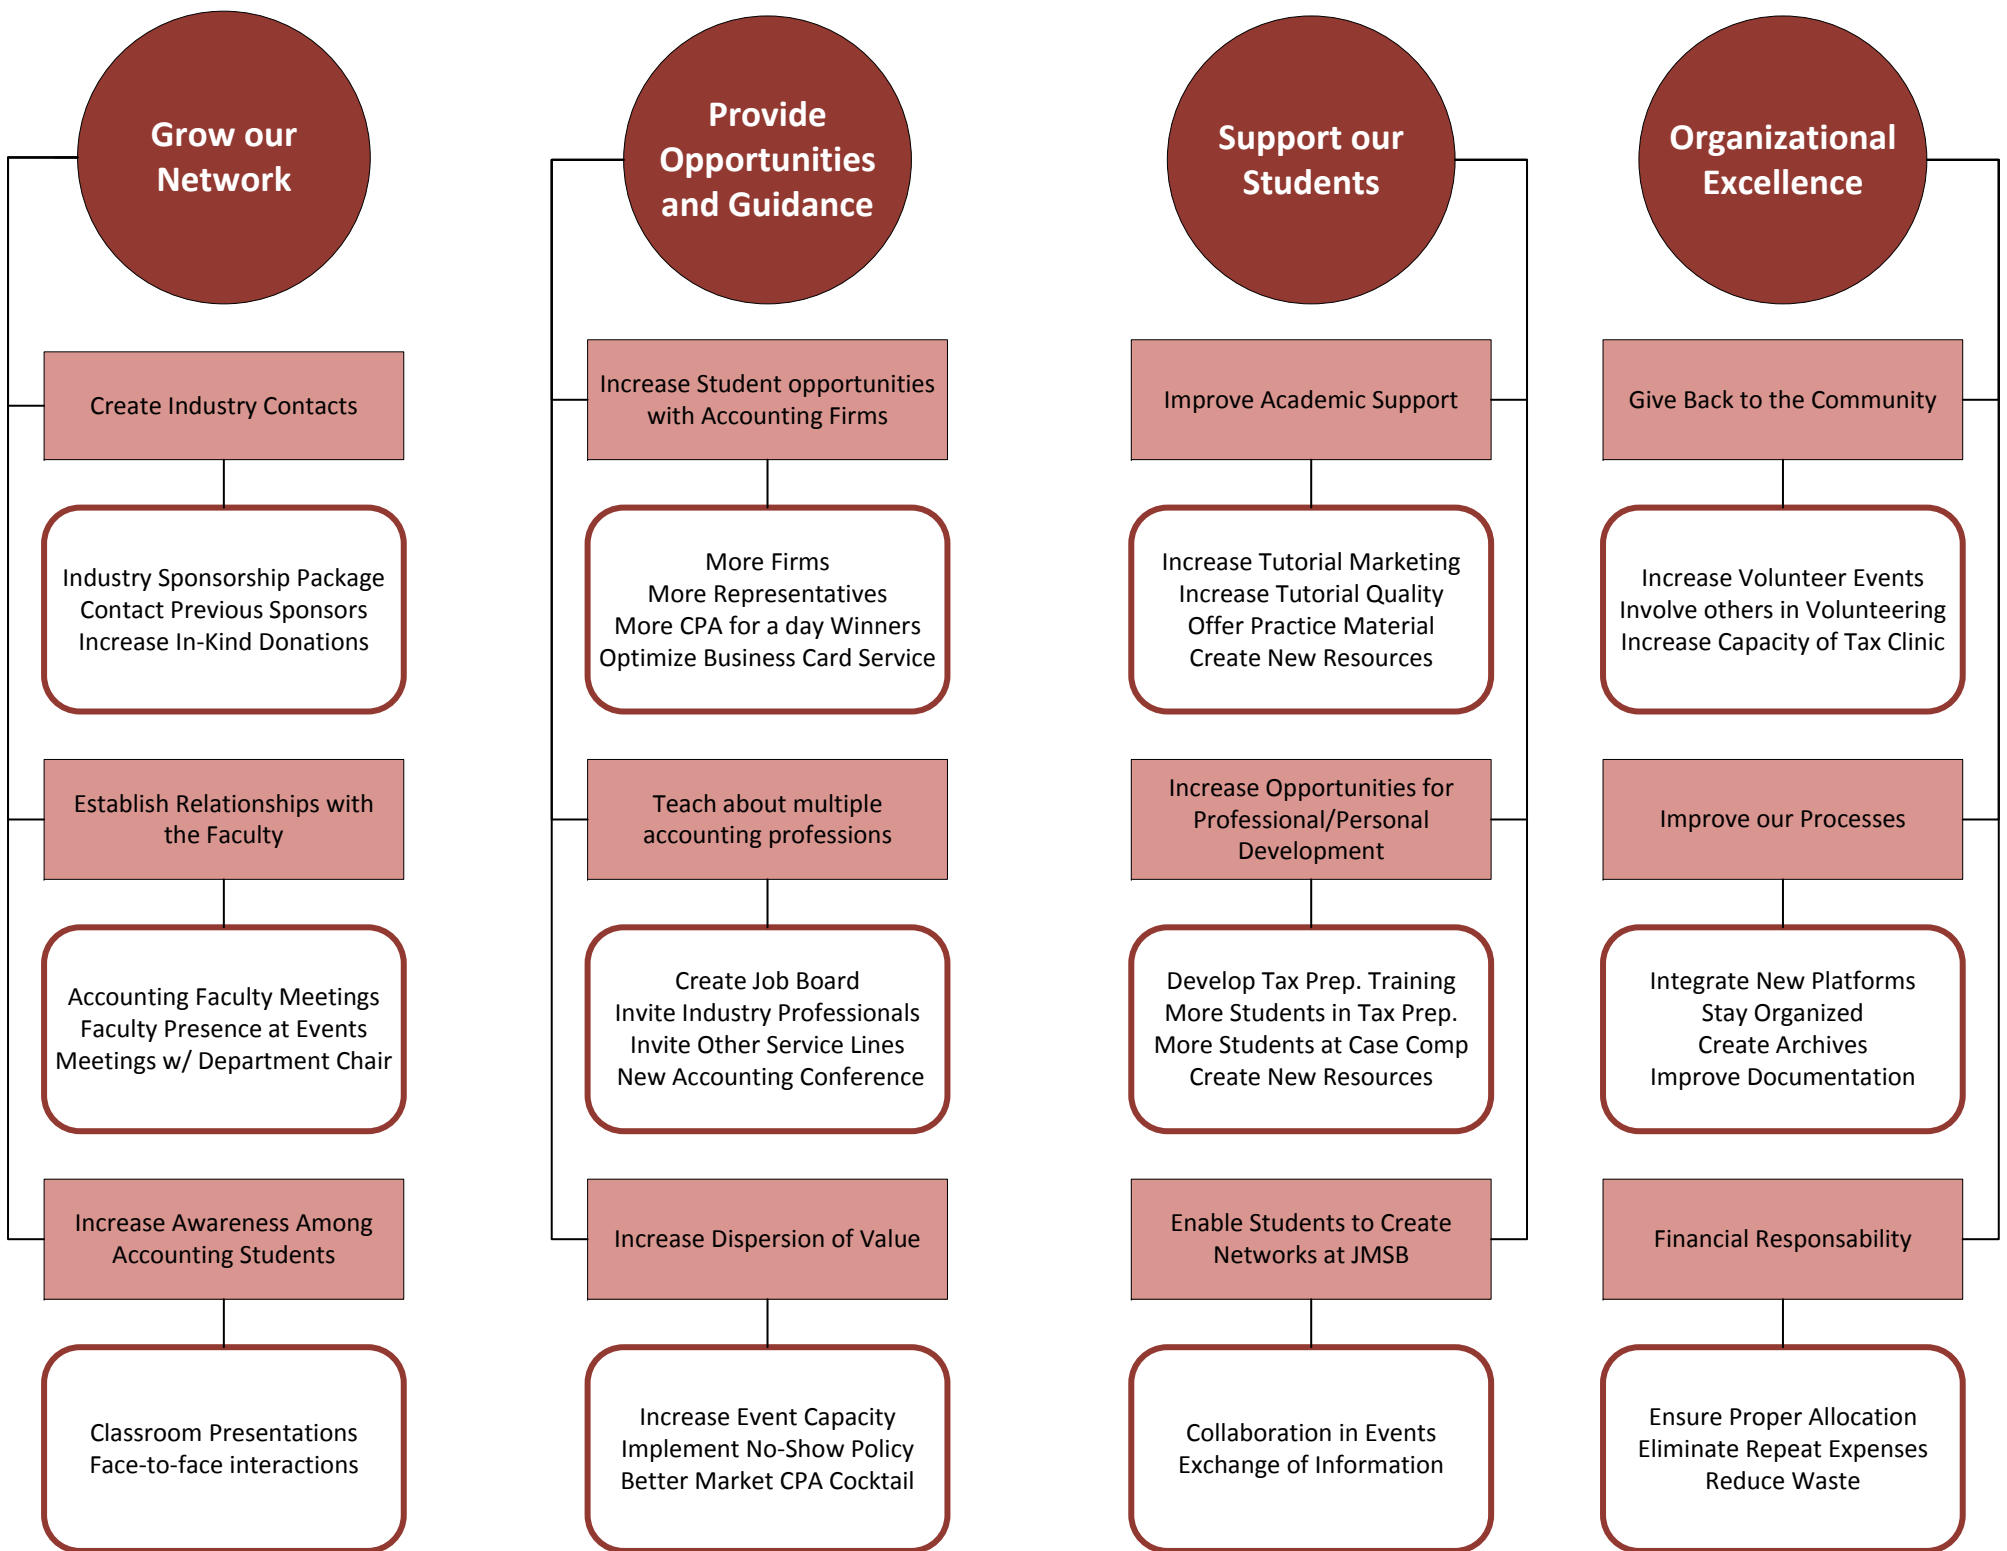 Grow our
Network
Create Industry Contacts
Industry Sponsorship Package
Contact Previous Sponsors
Increase In-Kind Donations
Establish Relationships with
the Faculty
Accounting Faculty Meetings
Faculty Presence at Events
Meetings w/ Department Chair
Increase Awareness Among
Accounting Students
Classroom Presentations
Face-to-face interactions
Provide
Opportunities
and Guidance
Increase Student opportunities
with Accounting Firms
More Firms
More Representatives
More CPA for a day Winners
Optimize Business Card Service
Teach about multiple
accounting professions
Create Job Board
Invite Industry Professionals
Invite Other Service Lines
New Accounting Conference
Increase Dispersion of Value
Increase Event Capacity
Implement No-Show Policy
Better Market CPA Cocktail
Support our
Students
Improve Academic Support
Increase Tutorial Marketing
Increase Tutorial Quality
Offer Practice Material
Create New Resources
Increase Opportunities for
Professional/Personal
Development
Develop Tax Prep. Training
More Students in Tax Prep.
More Students at Case Comp
Create New Resources
Enable Students to Create
Networks at JMSB
Collaboration in Events
Exchange of Information
Organizational
Excellence
Give Back to the Community
Increase Volunteer Events
Involve others in Volunteering
Increase Capacity of Tax Clinic
Improve our Processes
Integrate New Platforms
Stay Organized
Create Archives
Improve Documentation
Financial Responsability
Ensure Proper Allocation
Eliminate Repeat Expenses
Reduce Waste